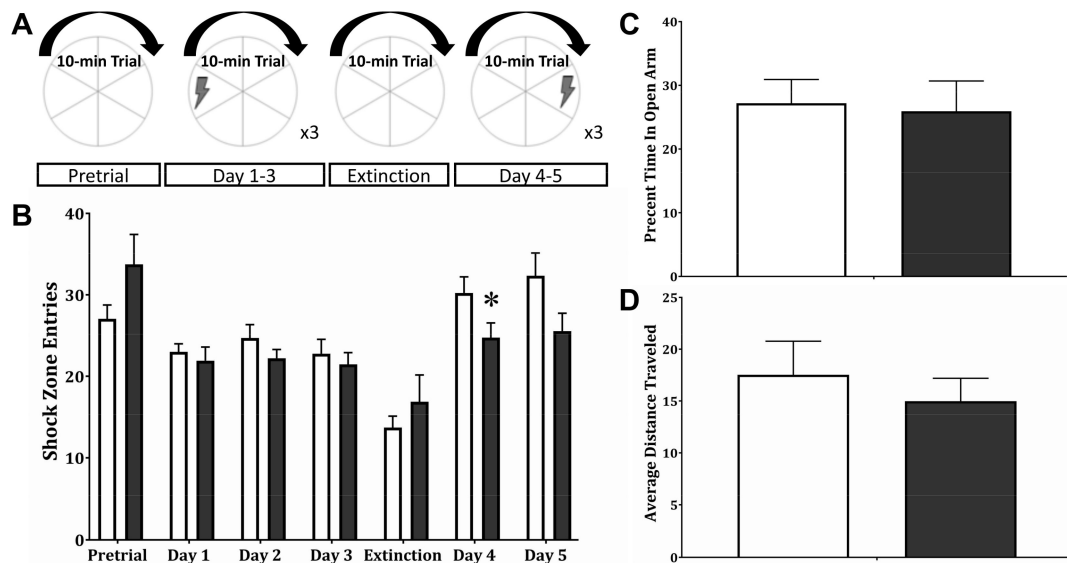 A
10-min Trial 10-min Trial 10-min Trial 10-min Trial
x3 x3
Pretrial Day 1-3 Extinction Day 4-5
B
Shock Zone Entries
40
30
20
10
0
*
Pretrial Day 1 Day 2 Day 3 Extinction Day 4 Day 5
C
Precent Time In Open Arm
40
30
20
10
0
D
Average Distance Traveled
25
20
15
10
5
0